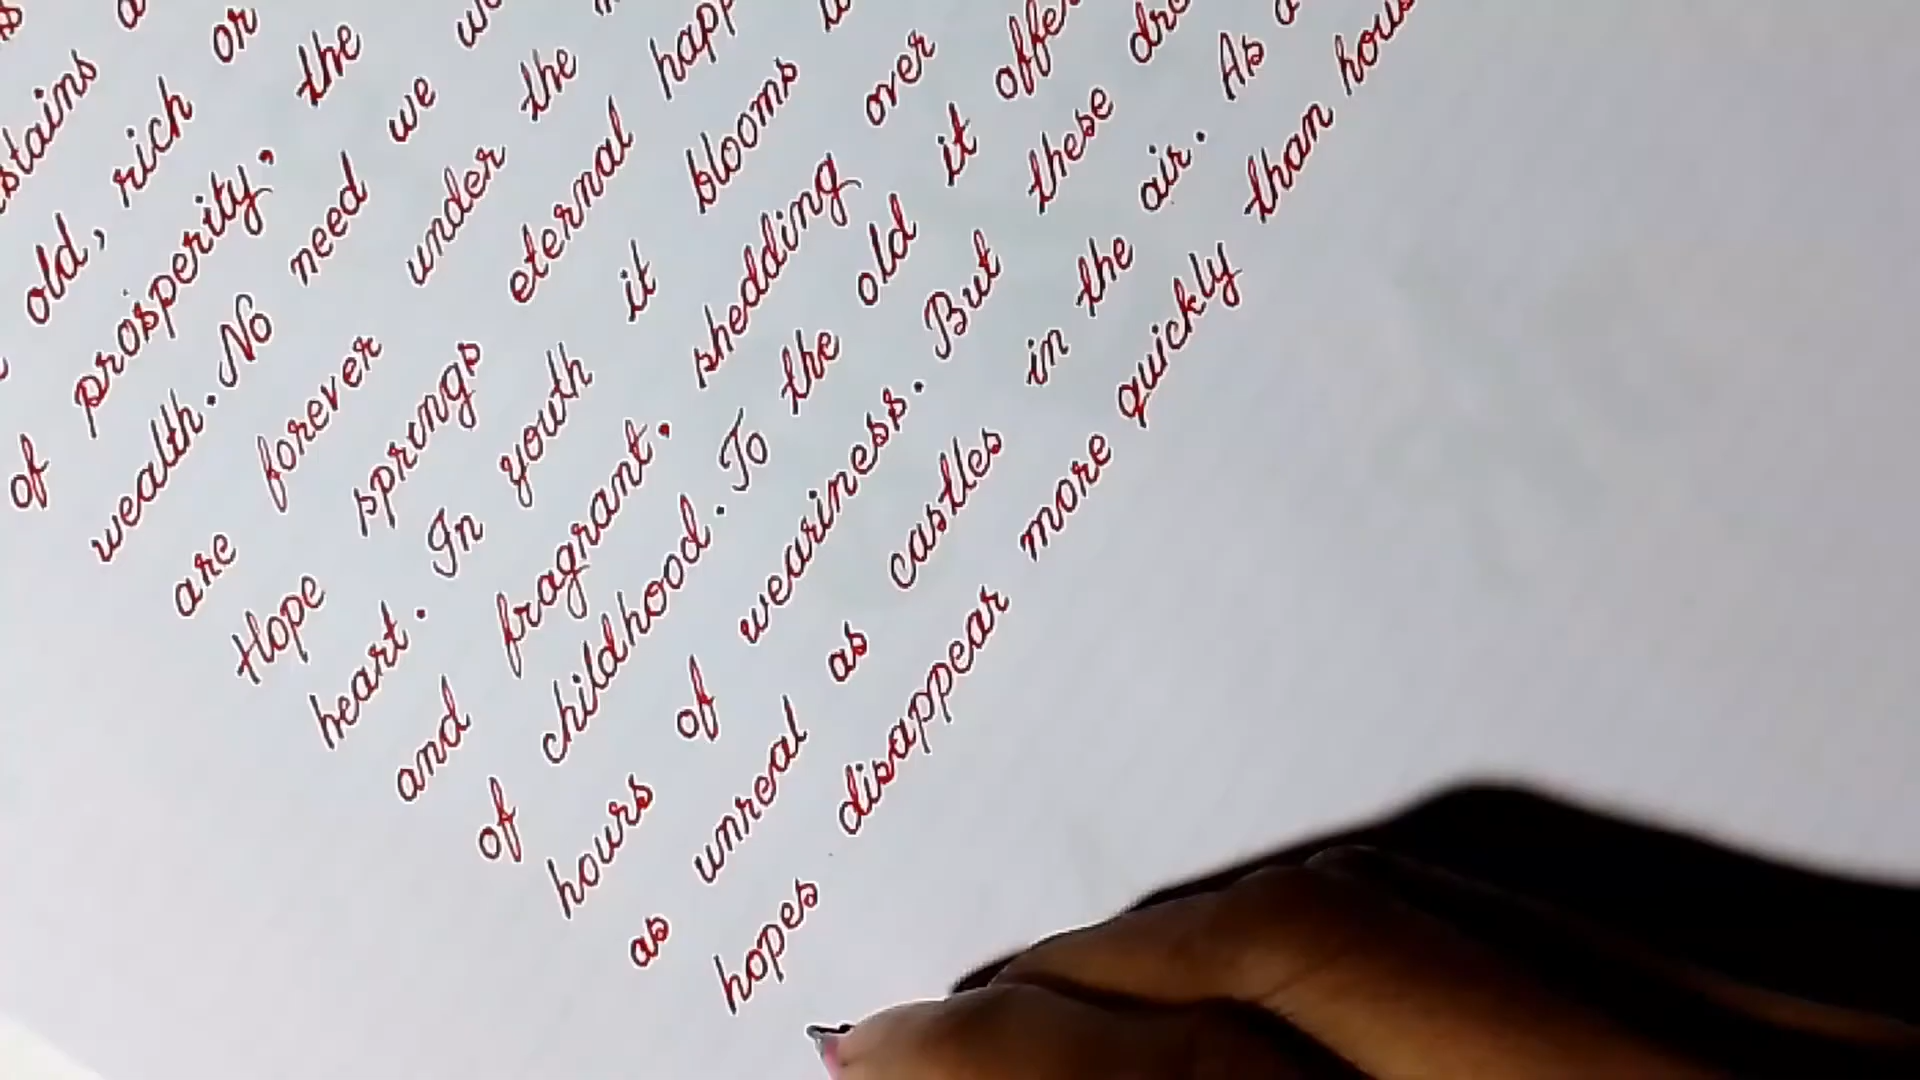 old, rich or
of prosperity, the
wealth. No need we
are forever under the
Hope springs eternal
heart. In youth it blooms
and fragrant. shedding over
of childhood. To the old it
hours of weariness. But these
as unreal as castles in the air. As
hopes disappear more quickly than